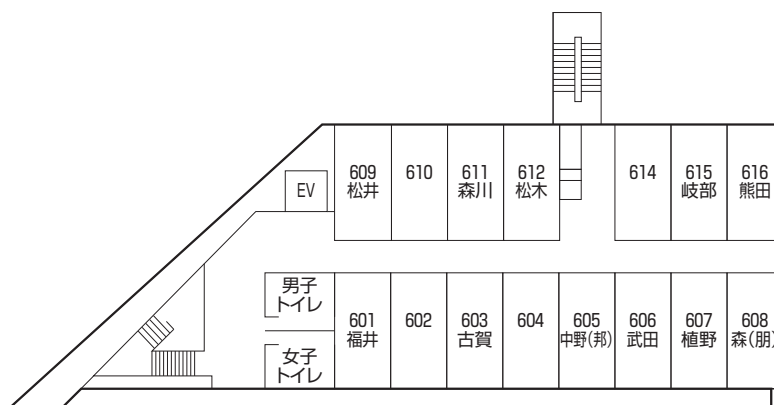 EV
609
松井
610
611
森川
612
松木
614
615
岐部
616
熊田
男子
トイレ
女子
トイレ
601
福井
602
603
古賀
604
605
中野(邦)
606
武田
607
植野
608
森(朋)